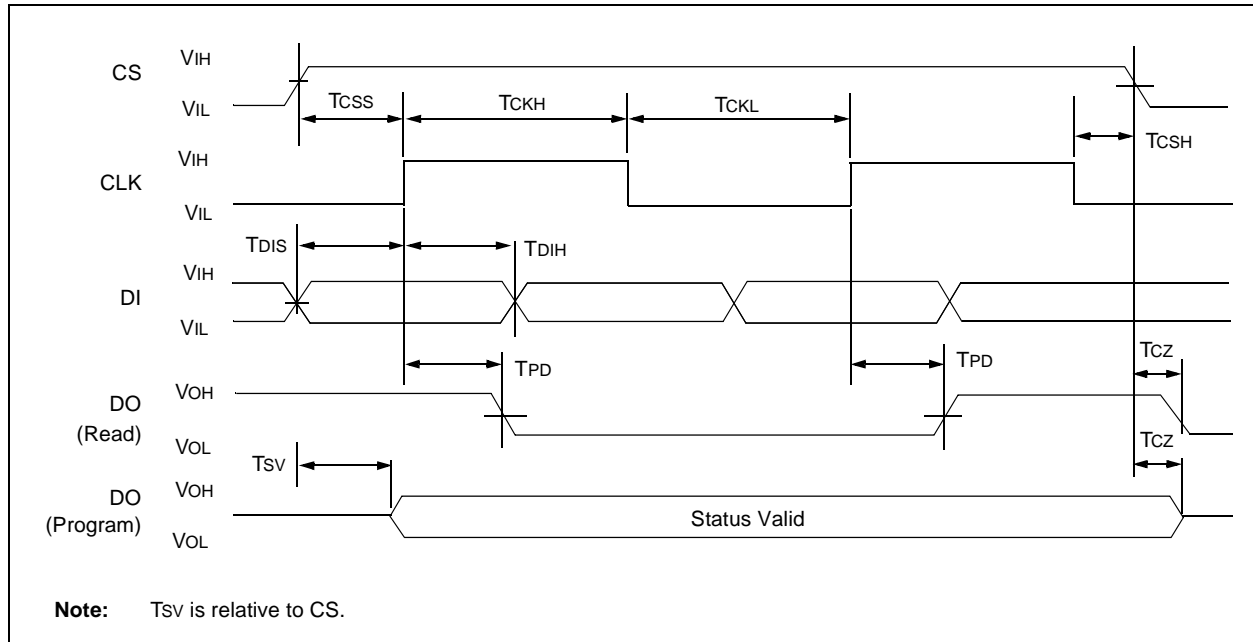 CS
VIH
VIL
TCSS
TCKH
TCKL
TCSH
CLK
VIH
VIL
TDIS
TDIH
DI
VIH
VIL
TPD
TPD
TCZ
DO
(Read)
VOH
VOL
TCZ
TSV
DO
(Program)
VOH
VOL
Status Valid
Note: TSV is relative to CS.